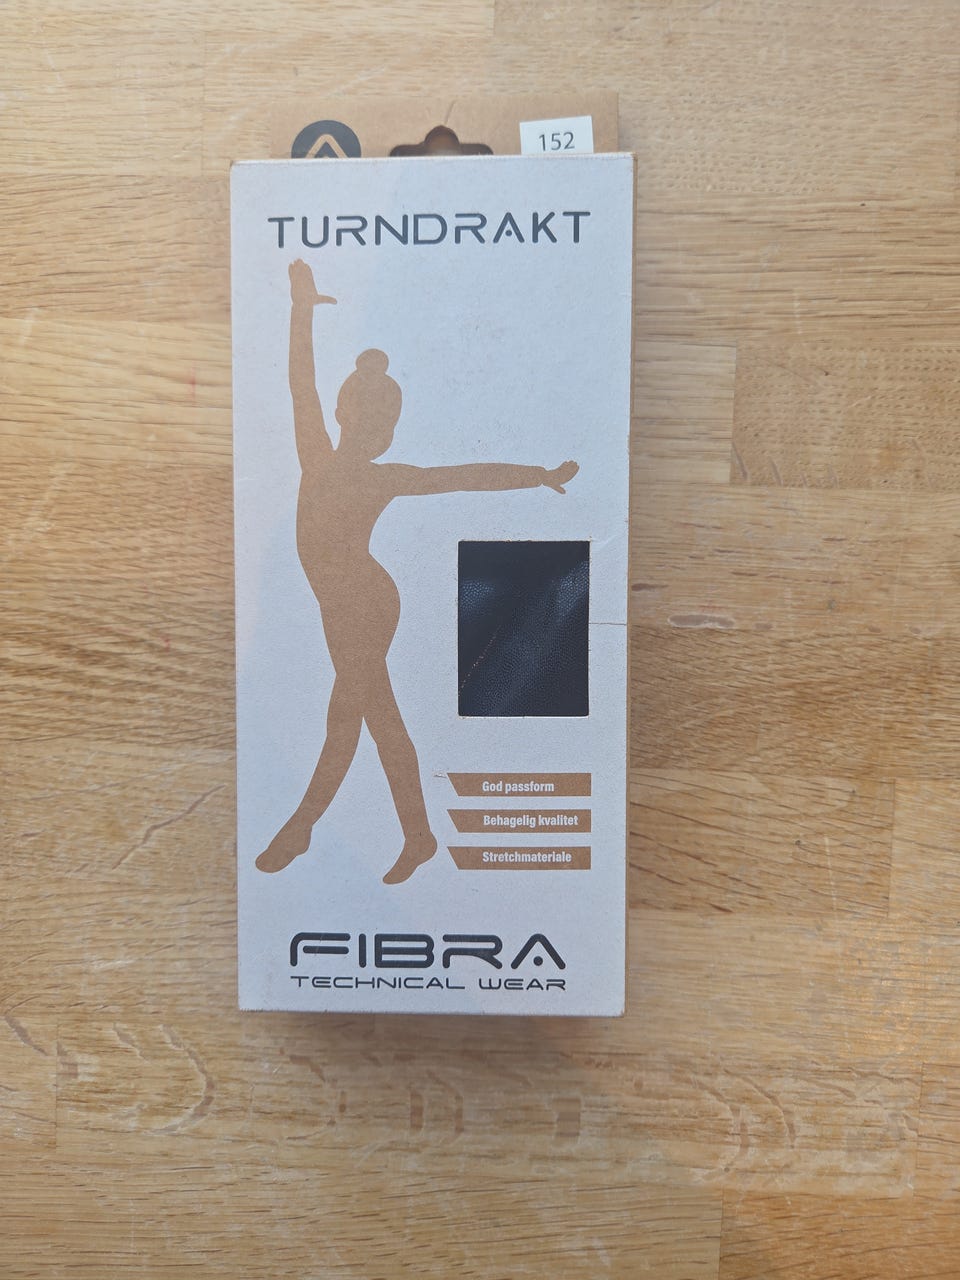 152
TURNDRAKT
God passform
Behagelig kvalitet
Stretchmateriale
FIBRA
TECHNICAL WEAR